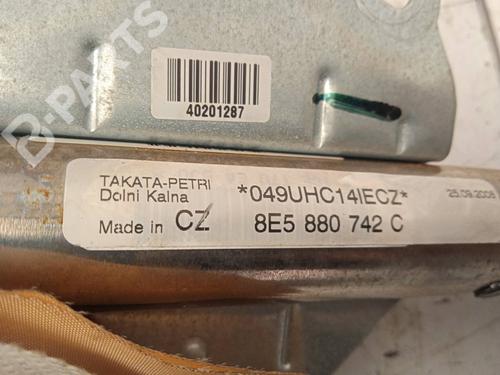 B-PARTS
40201287
TAKATA-PETRI
Dolni Kalna
Made in CZ
*049UHC14IECZ*
8E5 880 742 C
25.09.2008